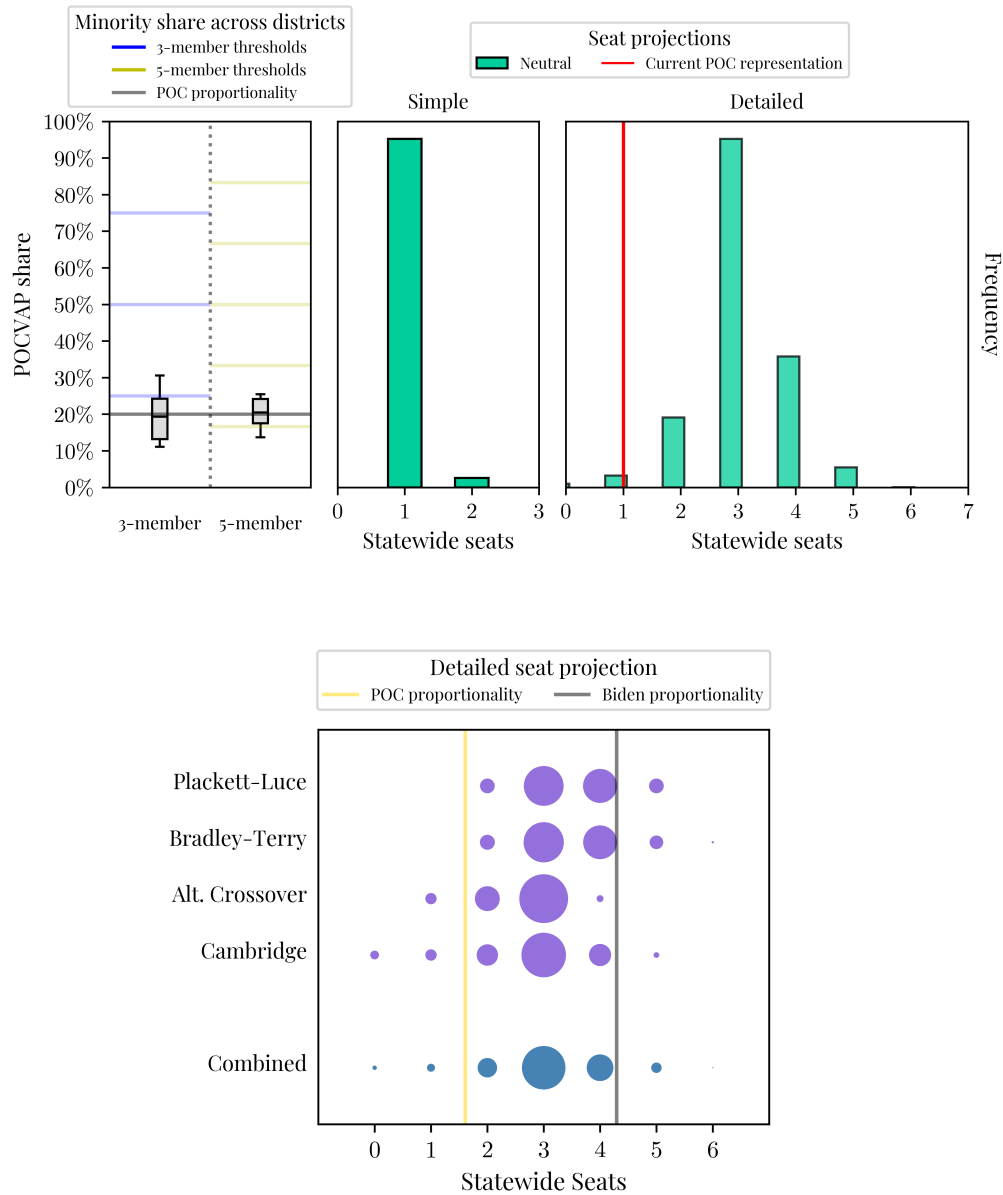 Minority share across districts
3-member thresholds
5-member thresholds
POC proportionality
Seat projections
Neutral
Current POC representation
Simple
Detailed
100%
90%
80%
70%
60%
50%
40%
30%
20%
10%
0%
POCVAP share
3-member 5-member
0 1 2 3
Statewide seats
0 1 2 3 4 5 6 7
Statewide seats
Frequency
Detailed seat projection
POC proportionality
Biden proportionality
Plackett-Luce
Bradley-Terry
Alt. Crossover
Cambridge
Combined
0 1 2 3 4 5 6
Statewide Seats